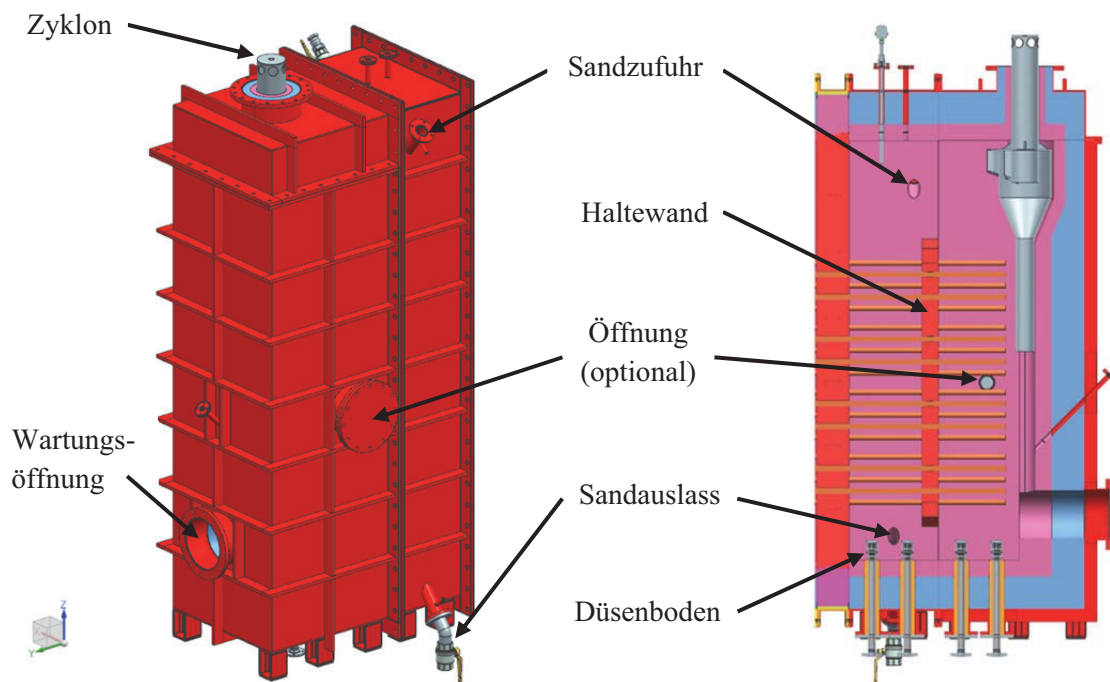 Zyklon
Sandzufuhr
Haltewand
Öffnung
(optional)
Wartungs-
öffnung
Sandauslass
Düsenboden
Z
Y